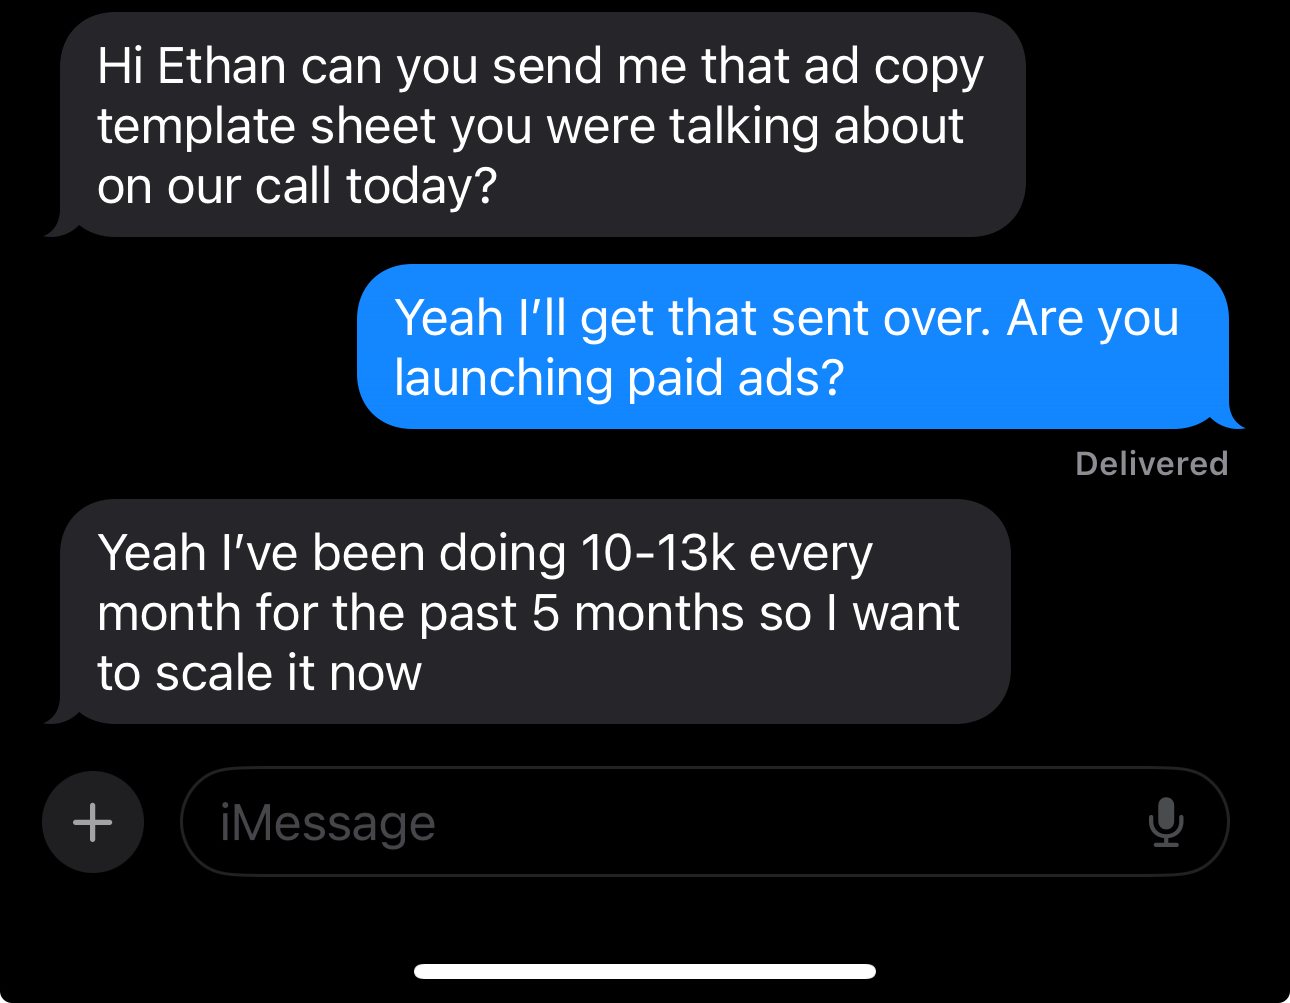 Hi Ethan can you send me that ad copy
template sheet you were talking about
on our call today?
Yeah I’ll get that sent over. Are you
launching paid ads?
Delivered
Yeah I’ve been doing 10-13k every
month for the past 5 months so I want
to scale it now
iMessage